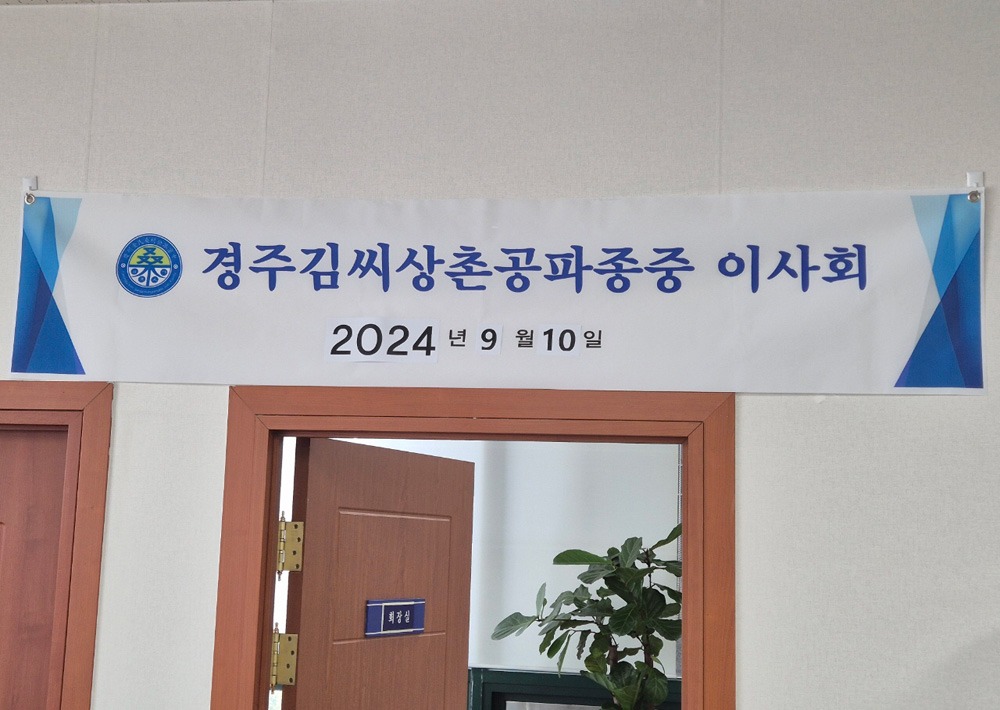 桑
경주김씨상촌공파종중 이사회
2024년 9월 10일
회장실